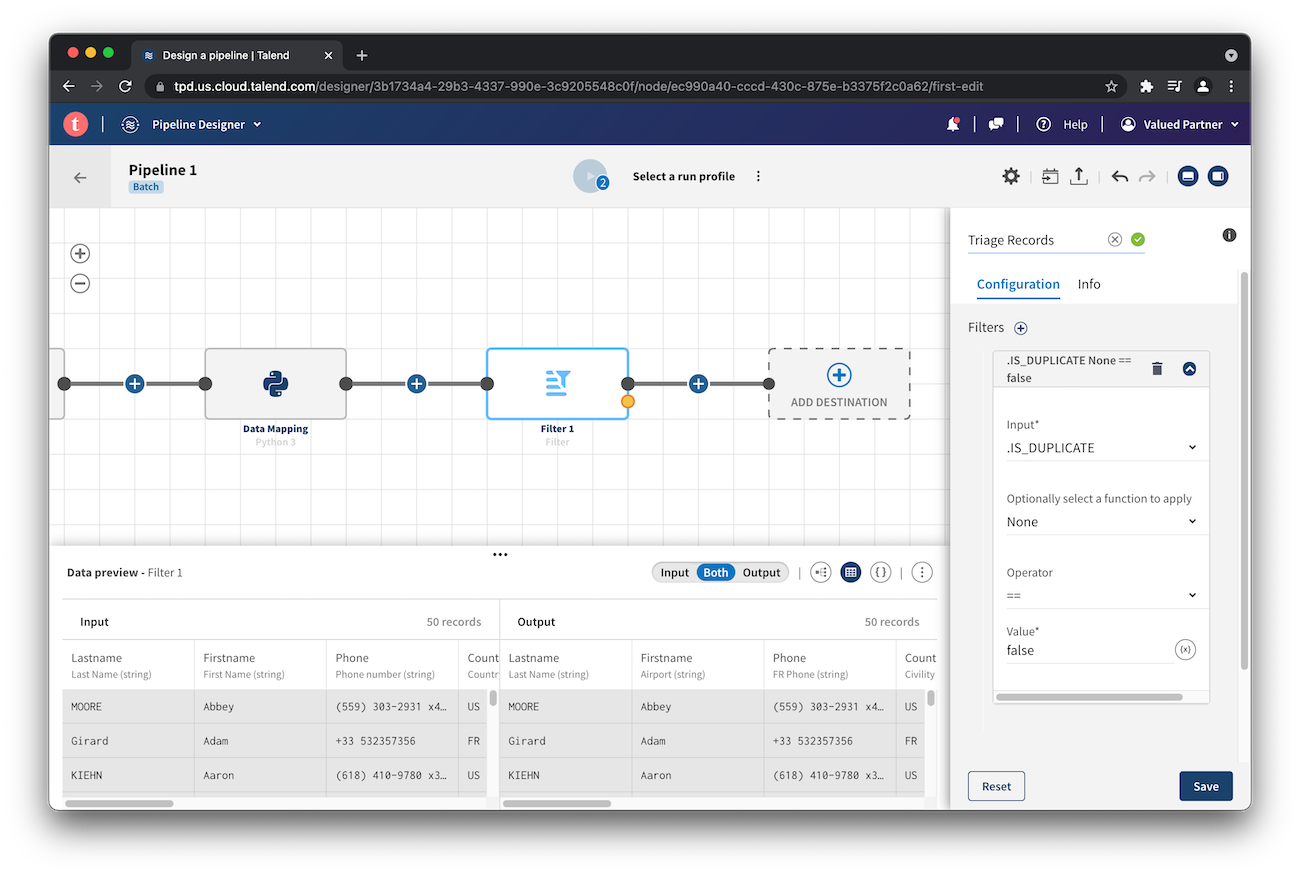 Design a pipeline | Talend
tpd.us.cloud.talend.com/designer/3b1734a4-29b3-4337-990e-3c9205548c0f/node/ec990a40-cccd-430c-875e-b3375f2c0a62/first-edit
t
Pipeline Designer
Help
Valued Partner
Pipeline 1
Batch
2
Select a run profile
Data Mapping
Python 3
Filter 1
Filter
ADD DESTINATION
Triage Records
Configuration Info
Filters
.IS_DUPLICATE None ==
false
Input*
.IS_DUPLICATE
Optionally select a function to apply
None
Operator
==
Value*
false
(x)
Reset
Save
Data preview - Filter 1
Input Both Output
Input 50 records Output 50 records
Lastname Firstname Phone Count Lastname Firstname Phone Count
Last Name (string) First Name (string) Phone number (string) Countr Last Name (string) Airport (string) FR Phone (string) Civility
MOORE Abbey (559) 303-2931 x4… US MOORE Abbey (559) 303-2931 x4… US
Girard Adam +33 532357356 FR Girard Adam +33 532357356 FR
KIEHN Aaron (618) 410-9780 x3… US KIEHN Aaron (618) 410-9780 x3… US